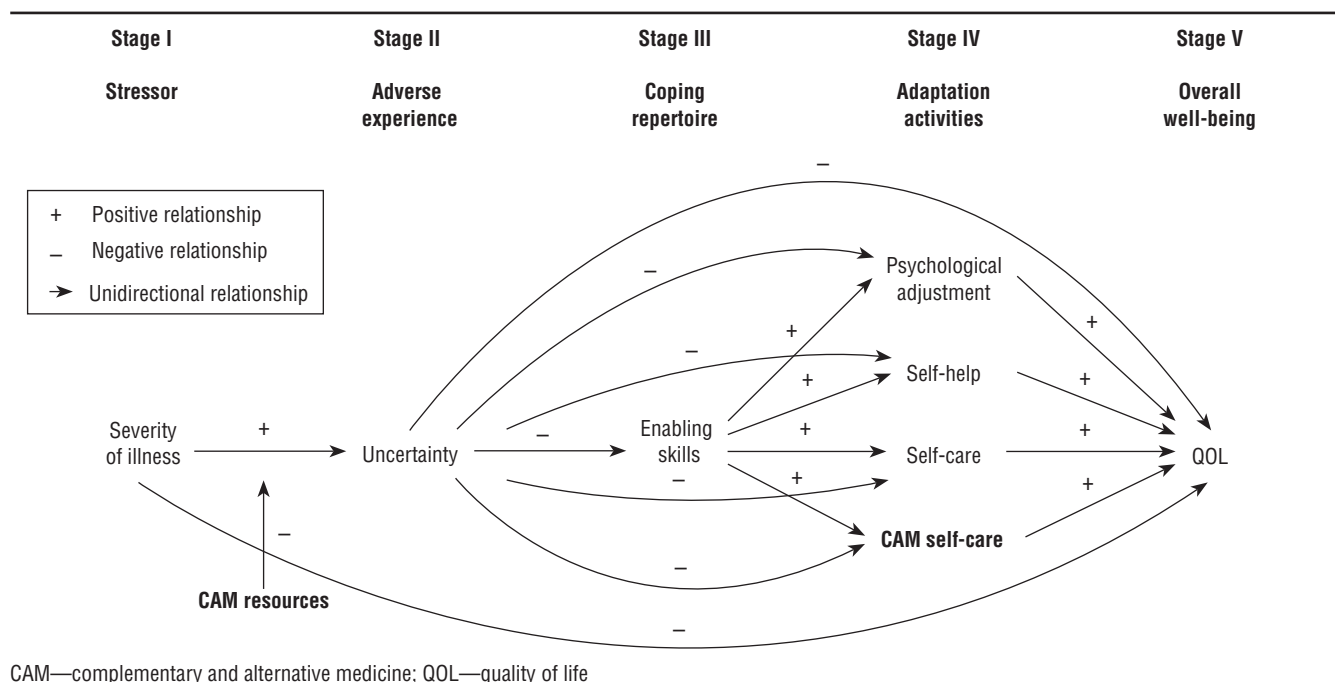 Stage I
Stage II
Stage III
Stage IV
Stage V
Stressor
Adverse
experience
Coping
repertoire
Adaptation
activities
Overall
well-being
+ Positive relationship
– Negative relationship
Unidirectional relationship
–
–
Psychological
adjustment
+
+
–
Self-help
+
+
Severity
of illness
+
Uncertainty
–
Enabling
skills
+
Self-care
+
QOL
–
+
+
CAM self-care
–
–
CAM resources
–
CAM—complementary and alternative medicine; QOL—quality of life